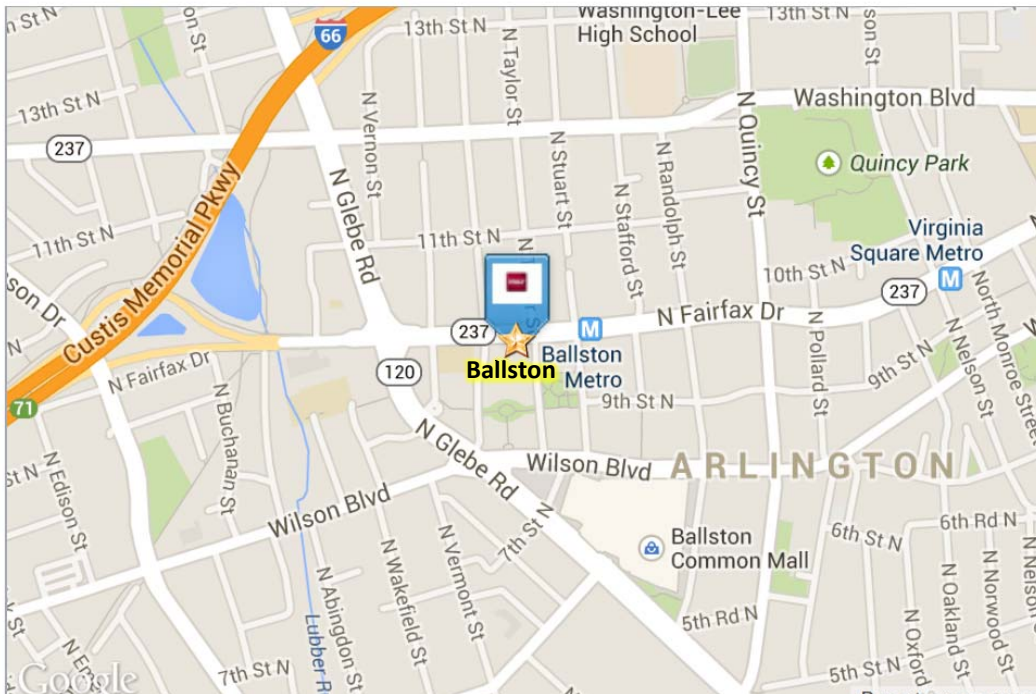 Washington-Lee
High School
13th St N
66
13th St N
N Taylor St
13th St N
Washington Blvd
N Quincy St
237
N Vernon St
N Stuart St
N Stafford St
N Randolph St
Quincy Park
Custis Memorial Pkwy
N Glebe Rd
11th St N
11th St N
Virginia
Square Metro
10th St N
237
N Fairfax Dr
237
Ballston
Ballston
Metro
120
N Fairfax Dr
71
N Buchanan St
N Edison St
9th St N
9th St N
N Pollard St
N Nelson St
North Monroe Street
N Glebe Rd
Wilson Blvd
ARLINGTON
Wilson Blvd
7th St N
Ballston
Common Mall
6th St N
6th Rd N
N Abingdon St
N Wakefield St
N Vermont St
5th Rd N
N Oxford
N Oakland St
N Norwood St
7th St N
5th St N
Google